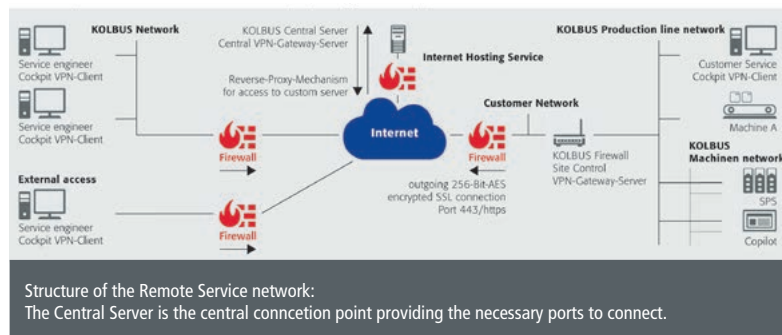 KOLBUS Network
Service engineer
Cockpit VPN-Client
Service engineer
Cockpit VPN-Client
External access
Service engineer
Cockpit VPN-Client
Firewall
Firewall
KOLBUS Central Server
Central VPN-Gateway-Server
Reverse-Proxy-Mechanism
for access to custom server
Internet Hosting Service
Internet
Customer Network
Firewall
outgoing 256-Bit-AES
encrypted SSL connection
Port 443/https
KOLBUS Firewall
Site Control
VPN-Gateway-Server
KOLBUS Production line network
Customer Service
Cockpit VPN-Client
Machine A
KOLBUS
Machinen network
SPS
Copilot
Structure of the Remote Service network:
The Central Server is the central conncetion point providing the necessary ports to connect.